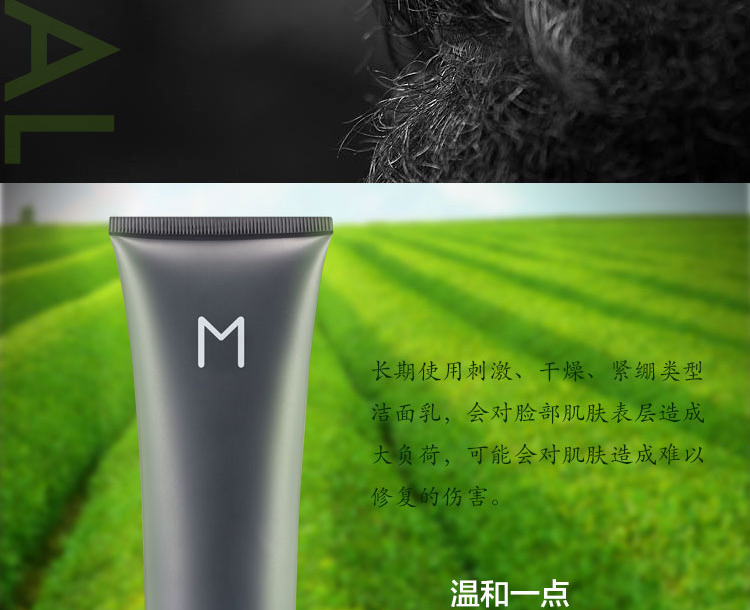 AL
M
长期使用刺激、干燥、紧绷类型
洁面乳，会对脸部肌肤表层造成
大负荷，可能会对肌肤造成难以
修复的伤害。
温和一点